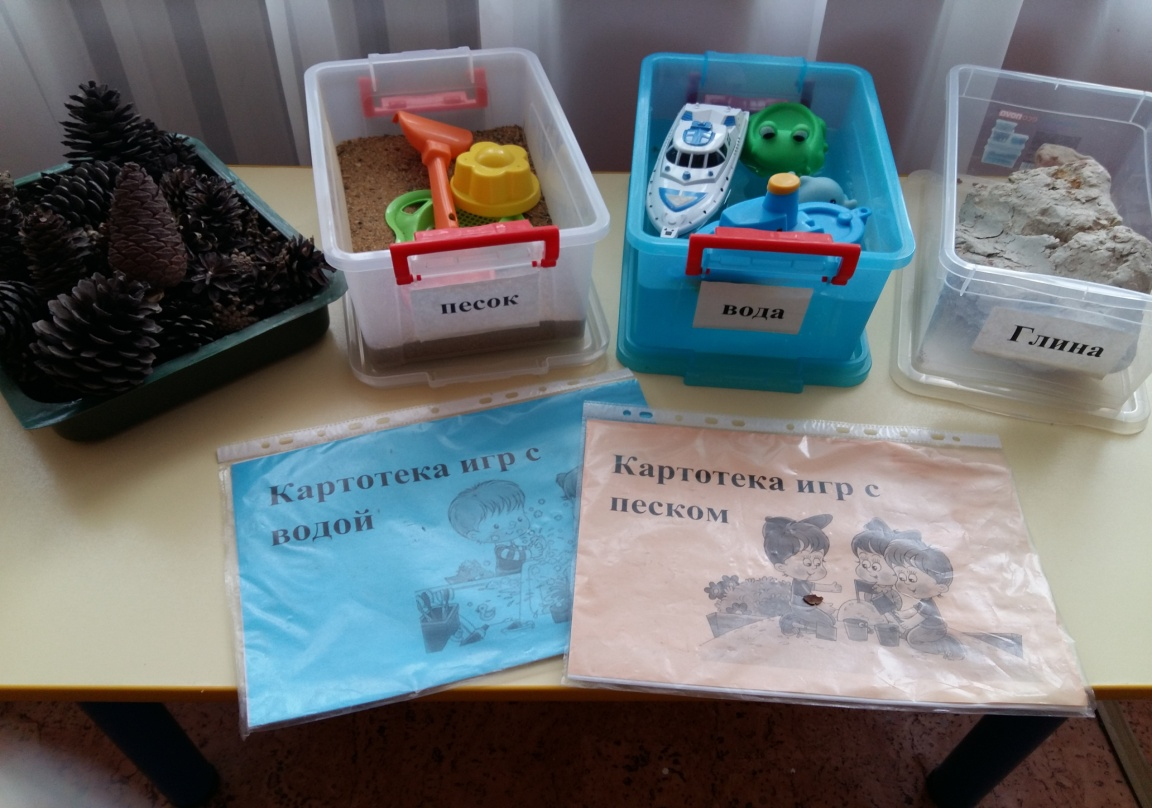 песок
вода
Глина
Картотека игр с
водой
Картотека игр с
песком